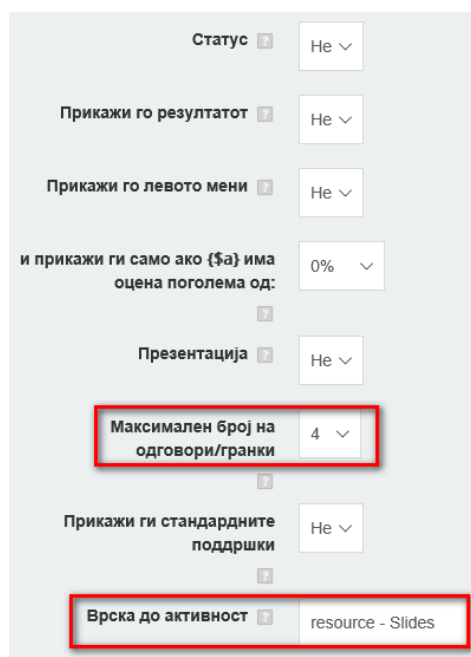 Статус ? Не
Прикажи го резултатот ? Не
Прикажи го левото мени ? Не
и прикажи ги само ако {$a} има
оцена поголема од:
0%
?
Презентација ? Не
Максимален број на
одговори/гранки
4
?
Прикажи ги стандардните
поддршки
Не
?
Врска до активност ? resource - Slides